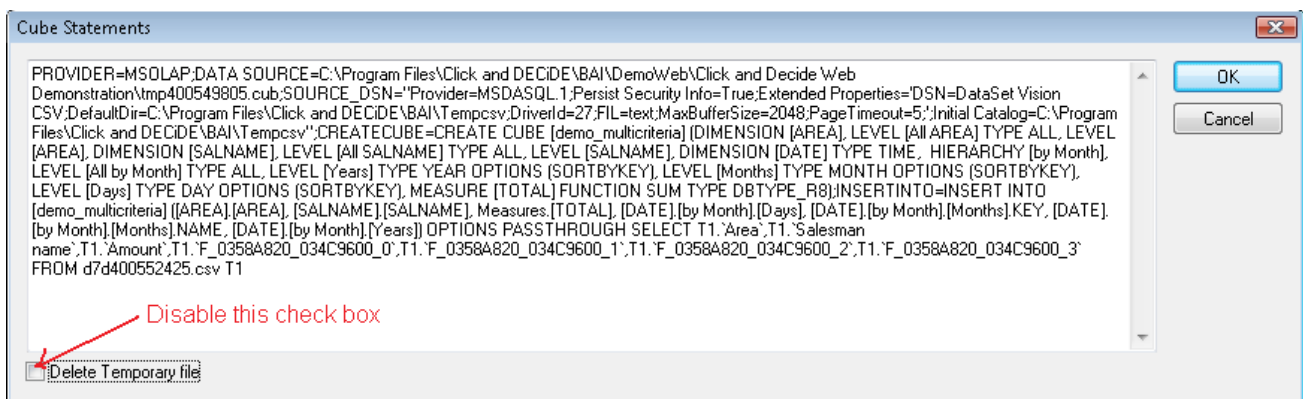 Cube Statements
PROVIDER=MSOLAP;DATA SOURCE=C:\Program Files\Click and DECiDE\BAI\DemoWeb\Click and Decide Web
Demonstration\tmp400549805.cub;SOURCE_DSN="Provider=MSDASQL.1;Persist Security Info=True;Extended Properties='DSN=DataSet Vision
CSV;DefaultDir=C:\Program Files\Click and DECiDE\BAI\Tempcsv;DriverId=27;FIL=text;MaxBufferSize=2048;PageTimeout=5;';Initial Catalog=C:\Program
Files\Click and DECiDE\BAI\Tempcsv";CREATECUBE=CREATE CUBE [demo_multicriteria] (DIMENSION [AREA], LEVEL [All AREA] TYPE ALL, LEVEL
[AREA], DIMENSION [SALNAME], LEVEL [All SALNAME] TYPE ALL, LEVEL [SALNAME], DIMENSION [DATE] TYPE TIME,  HIERARCHY [by Month],
LEVEL [All by Month] TYPE ALL, LEVEL [Years] TYPE YEAR OPTIONS (SORTBYKEY), LEVEL [Months] TYPE MONTH OPTIONS (SORTBYKEY),
LEVEL [Days] TYPE DAY OPTIONS (SORTBYKEY), MEASURE [TOTAL] FUNCTION SUM TYPE DBTYPE_R8);INSERTINTO=INSERT INTO
[demo_multicriteria] ([AREA].[AREA], [SALNAME].[SALNAME], Measures.[TOTAL], [DATE].[by Month].[Days], [DATE].[by Month].[Months].KEY, [DATE].
[by Month].[Months].NAME, [DATE].[by Month].[Years]) OPTIONS PASSTHROUGH SELECT T1.`Area`,T1.`Salesman
name`,T1.`Amount`,T1.`F_0358A820_034C9600_0`,T1.`F_0358A820_034C9600_1`,T1.`F_0358A820_034C9600_2`,T1.`F_0358A820_034C9600_3`
FROM d7d400552425.csv T1
OK
Cancel
Disable this check box
Delete Temporary file